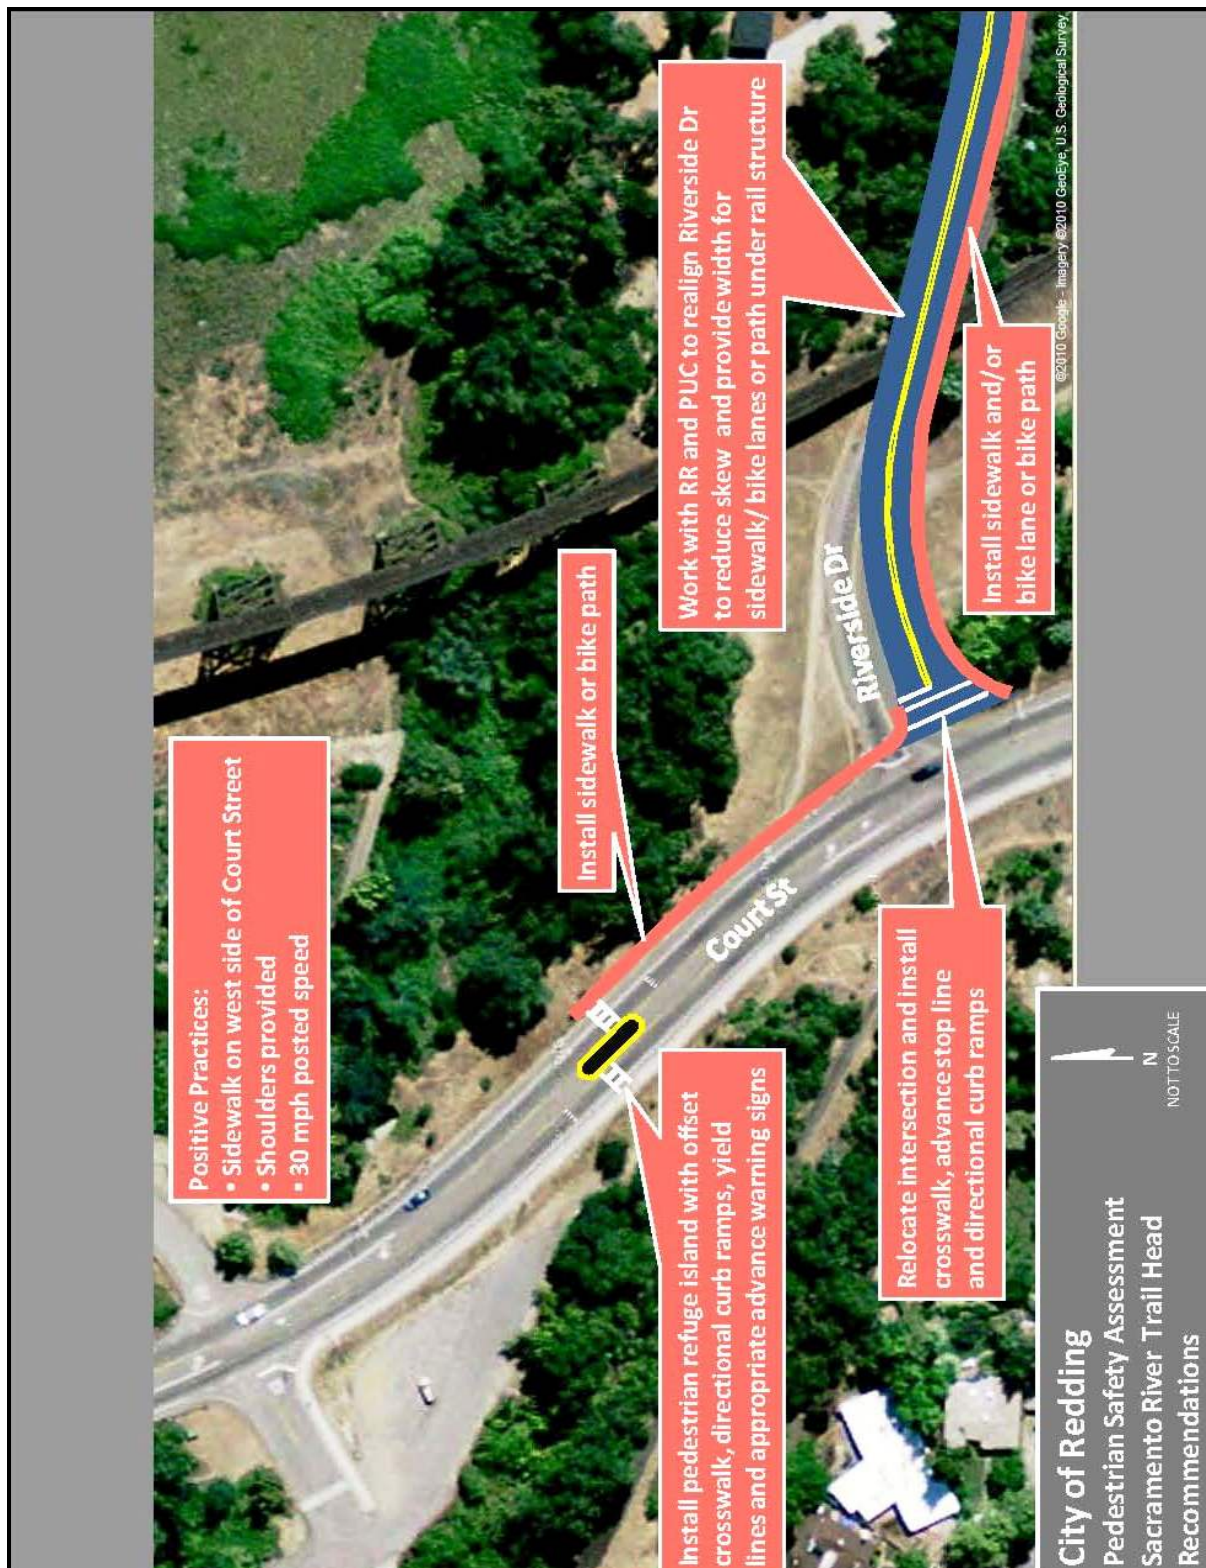 Positive Practices:
• Sidewalk on west side of Court Street
• Shoulders provided
• 30 mph posted speed
Install sidewalk or bike path
Work with RR and PUC to realign Riverside Dr
to reduce skew and provide width for
sidewalk/ bike lanes or path under rail structure
Install pedestrian refuge island with offset
crosswalk, directional curb ramps, yield
lines and appropriate advance warning signs
Court St
Riverside Dr
Relocate intersection and install
crosswalk, advance stop line
and directional curb ramps
Install sidewalk and/or
bike lane or bike path
©2010 Google - Imagery ©2010 GeoEye, U.S. Geological Survey,
City of Redding
Pedestrian Safety Assessment
Sacramento River Trail Head
Recommendations
N
NOT TO SCALE